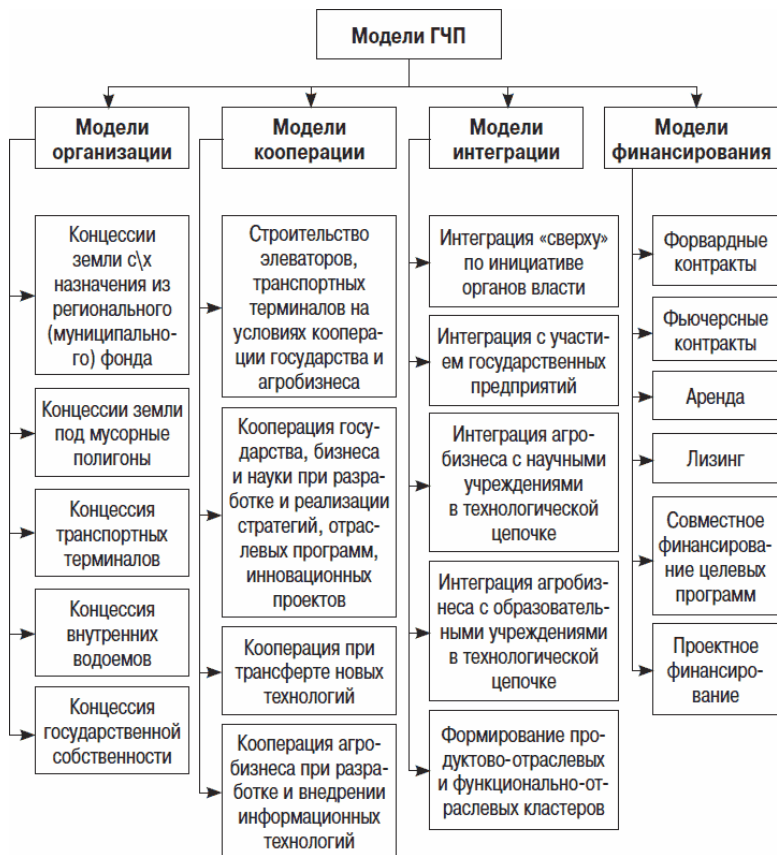 Модели ГЧП
Модели
организации
Модели
кооперации
Модели
интеграции
Модели
финансирования
Концессии
земли с\х
назначения из
регионального
(муниципально-
го) фонда
Концессии земли
под мусорные
полигоны
Концессия
транспортных
терминалов
Концессия
внутренних
водоемов
Концессия
государственной
собственности
Строительство
элеваторов,
транспортных
терминалов на
условиях коопера-
ции государства и
агробизнеса
Кооперация госу-
дарства, бизнеса
и науки при разра-
ботке и реализации
стратегий, отрас-
левых программ,
инновационных
проектов
Кооперация при
трансферте новых
технологий
Кооперация агро-
бизнеса при разра-
ботке и внедрении
информационных
технологий
Интеграция «сверху»
по инициативе
органов власти
Интеграция с участи-
ем государственных
предприятий
Интеграция агро-
бизнеса с научными
учреждениями
в технологической
цепочке
Интеграция агробиз-
неса с образователь-
ными учреждениями
в технологической
цепочке
Формирование про-
дуктово-отраслевых
и функционально-от-
раслевых кластеров
Форвардные
контракты
Фьючерсные
контракты
Аренда
Лизинг
Совместное
финансирова-
ние целевых
программ
Проектное
финансиро-
вание